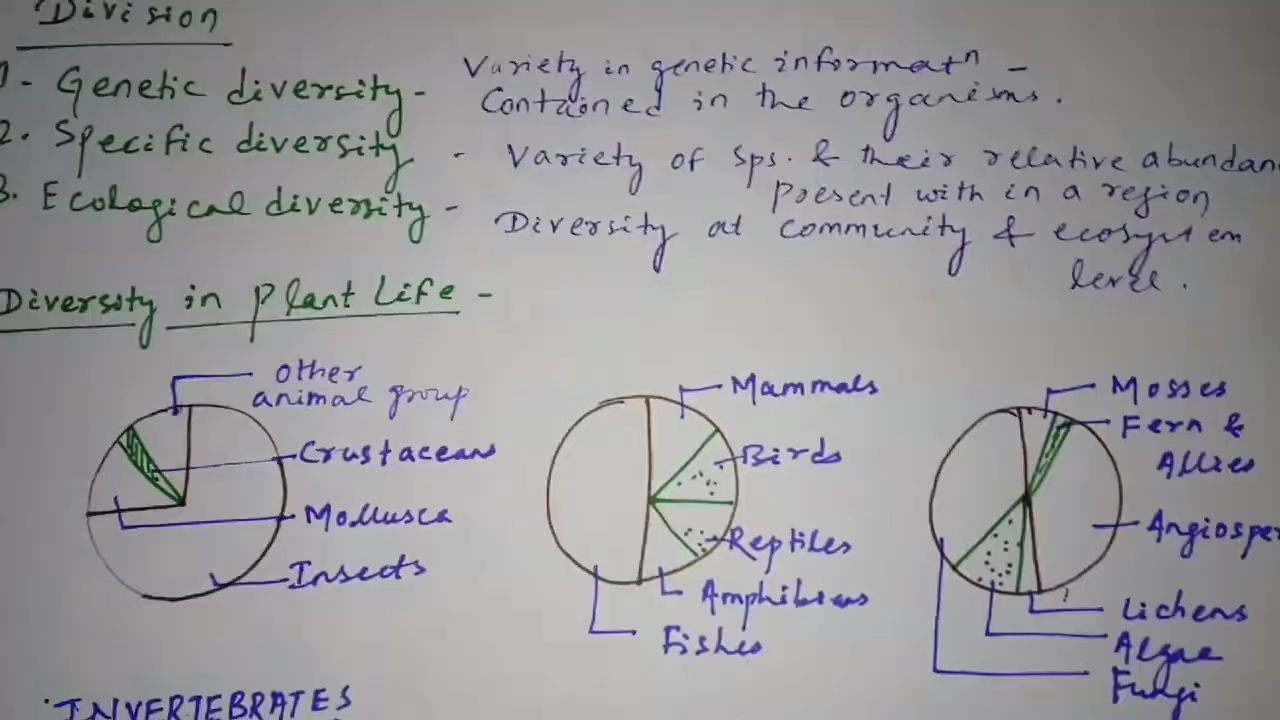 Division
1- Genetic diversity - Variety in genetic informatⁿ -
Contained in the organisms.
2. Specific diversity - Variety of Sps. & their relative abundan
present with in a region
3. Ecological diversity - Diversity at community & ecosystem
level.
Diversity in Plant Life -
Other
animal group
Crustaceans
Mollusca
Insects
Mammals
Birds
Reptiles
Amphibians
Fishes
Mosses
Fern &
Allies
Angiosper
Lichens
Algae
Fungi
INVERTEBRATES